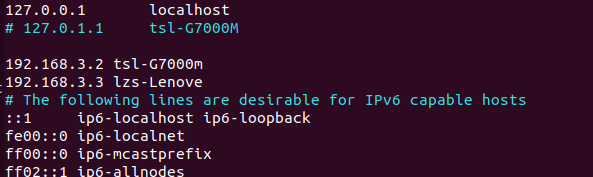 127.0.0.1 localhost
# 127.0.1.1 tsl-G7000M
192.168.3.2 tsl-G7000m
192.168.3.3 lzs-Lenove
# The following lines are desirable for IPv6 capable hosts
::1 ip6-localhost ip6-loopback
fe00::0 ip6-localnet
ff00::0 ip6-mcastprefix
ff02::1 ip6-allnodes